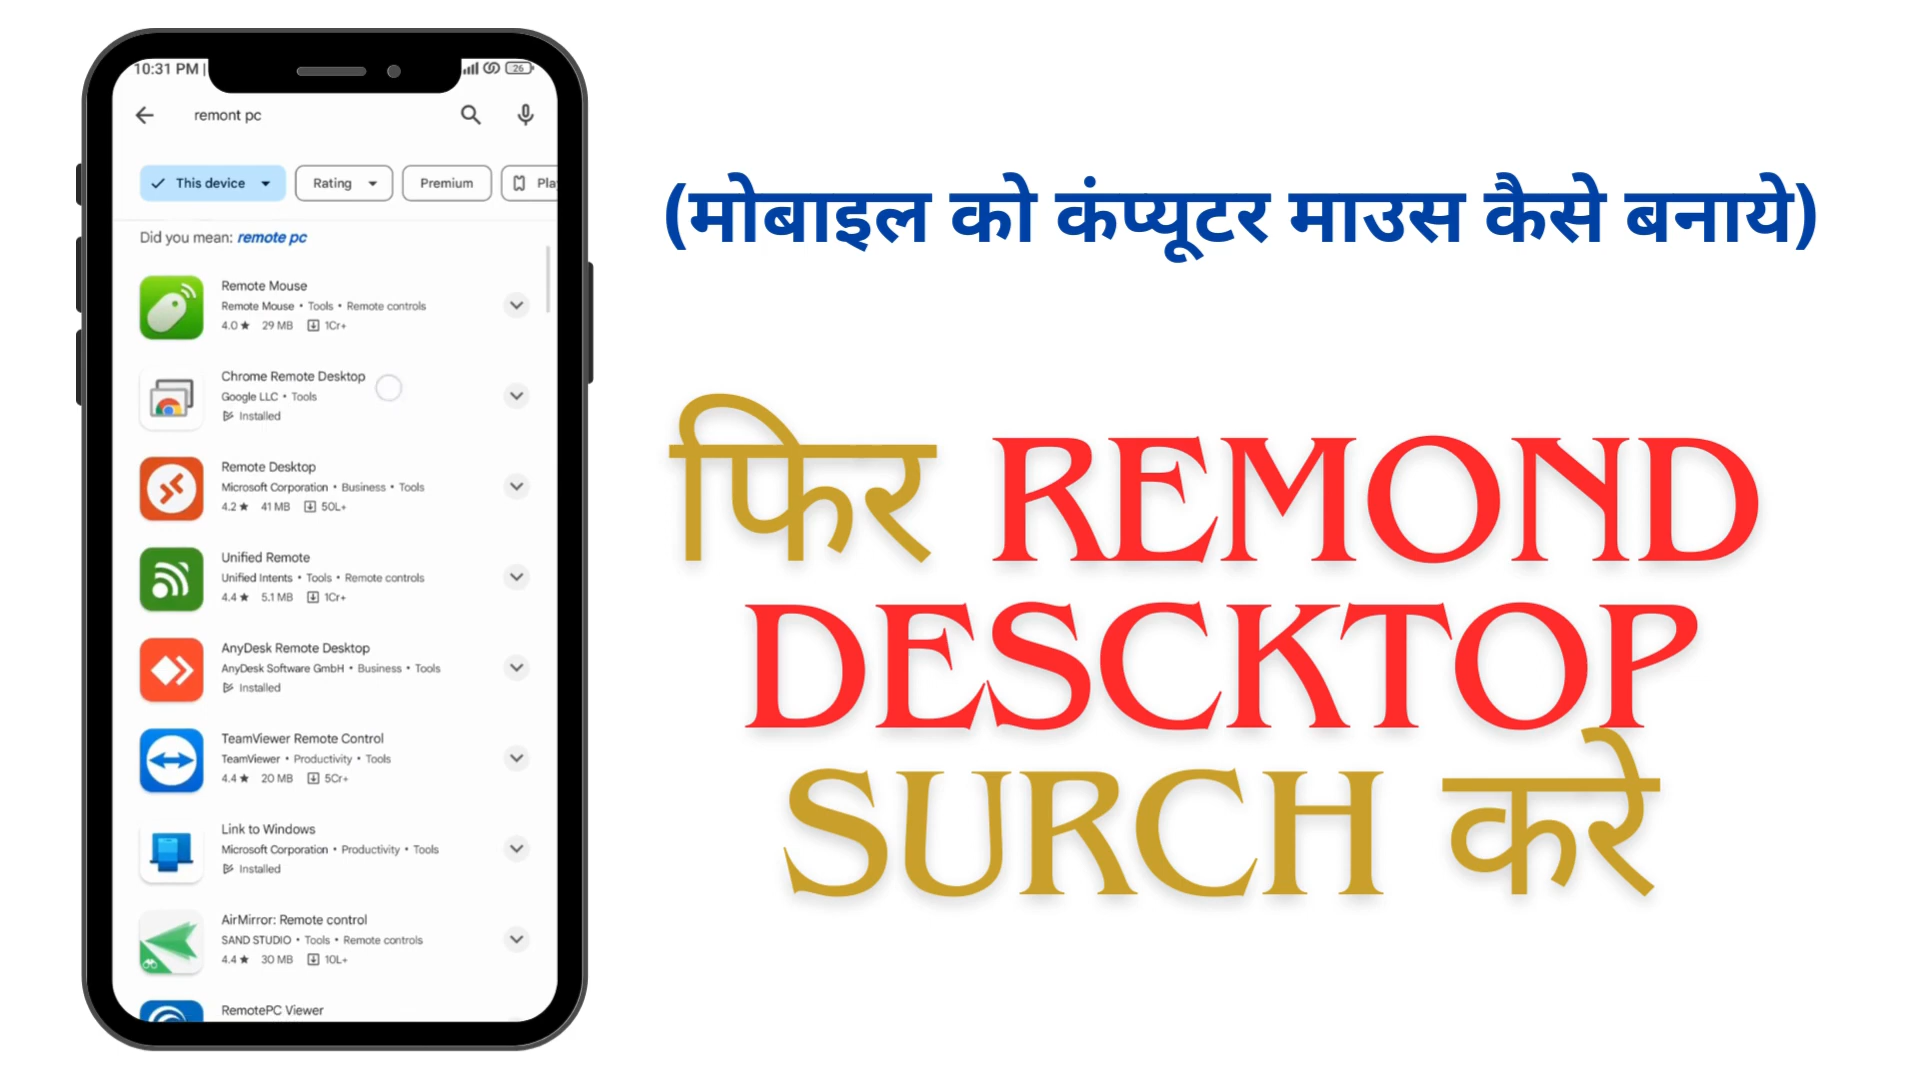 10:31 PM
26
remont pc
This device
Rating
Premium
Pla
Did you mean: remote pc
Remote Mouse
Remote Mouse • Tools • Remote controls
4.0 ★ 29 MB 1Cr+
Chrome Remote Desktop
Google LLC • Tools
Installed
Remote Desktop
Microsoft Corporation • Business • Tools
4.2 ★ 41 MB 50L+
Unified Remote
Unified Intents • Tools • Remote controls
4.4 ★ 5.1 MB 1Cr+
AnyDesk Remote Desktop
AnyDesk Software GmbH • Business • Tools
Installed
TeamViewer Remote Control
TeamViewer • Productivity • Tools
4.4 ★ 20 MB 5Cr+
Link to Windows
Microsoft Corporation • Productivity • Tools
Installed
AirMirror: Remote control
SAND STUDIO • Tools • Remote controls
4.4 ★ 30 MB 10L+
RemotePC Viewer
(मोबाइल को कंप्यूटर माउस कैसे बनाये)
फिर REMOND
DESCKTOP
SURCH करे